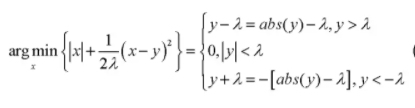 arg min_x {|x| + 1/2λ (x − y)²} = { y − λ = abs(y) − λ, y > λ
0, |y| < λ
y + λ = −[abs(y) − λ], y < −λ
(